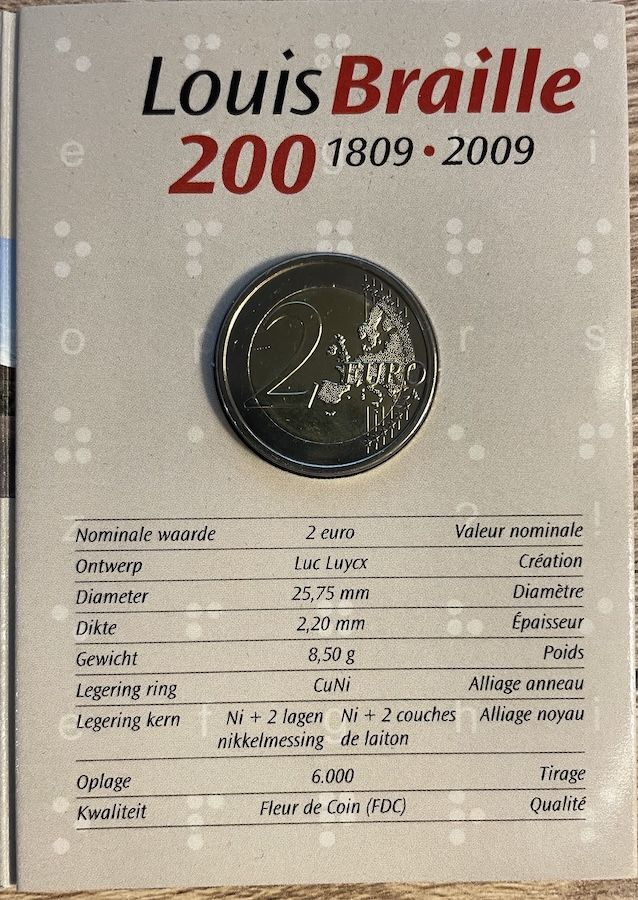 Louis Braille
200 1809 • 2009
e i
2 EURO
o r s
Nominale waarde 2 euro Valeur nominale
Ontwerp Luc Luycx Création
Diameter 25,75 mm Diamètre
Dikte 2,20 mm Épaisseur
Gewicht 8,50 g Poids
Legering ring CuNi Alliage anneau
Legering kern Ni + 2 lagen Ni + 2 couches Alliage noyau
nikkelmessing de laiton
Oplage 6.000 Tirage
Kwaliteit Fleur de Coin (FDC) Qualité